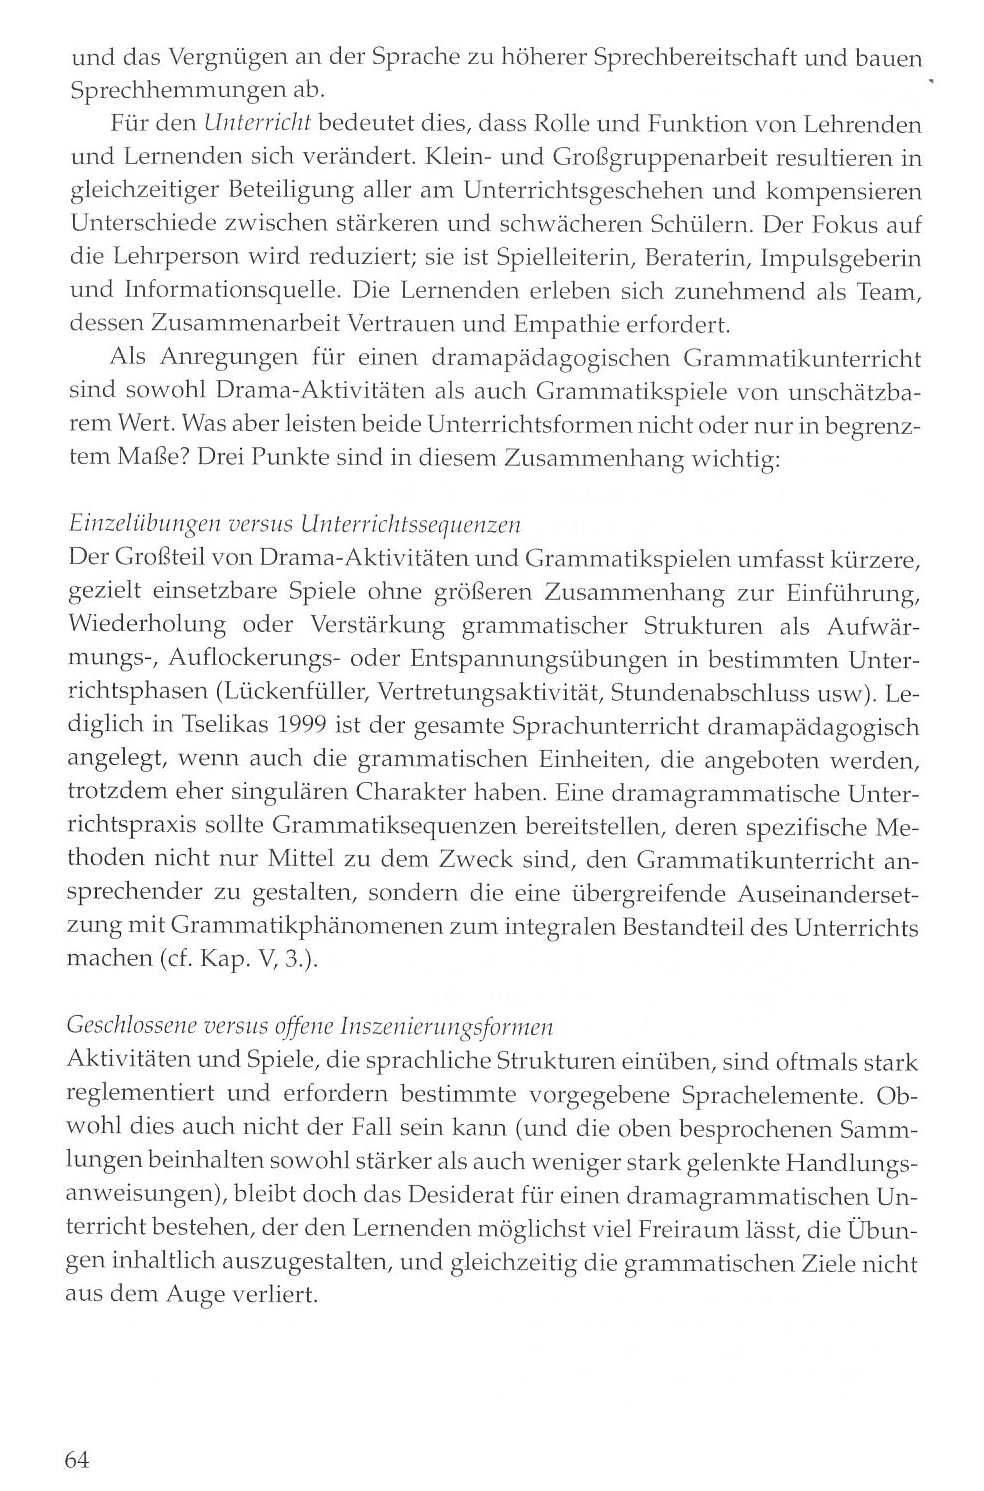 und das Vergnügen an der Sprache zu höherer Sprechbereitschaft und bauen
Sprechhemmungen ab.
Für den Unterricht bedeutet dies, dass Rolle und Funktion von Lehrenden
und Lernenden sich verändert. Klein- und Großgruppenarbeit resultieren in
gleichzeitiger Beteiligung aller am Unterrichtsgeschehen und kompensieren
Unterschiede zwischen stärkeren und schwächeren Schülern. Der Fokus auf
die Lehrperson wird reduziert; sie ist Spielleiterin, Beraterin, Impulsgeberin
und Informationsquelle. Die Lernenden erleben sich zunehmend als Team,
dessen Zusammenarbeit Vertrauen und Empathie erfordert.
Als Anregungen für einen dramapädagogischen Grammatikunterricht
sind sowohl Drama-Aktivitäten als auch Grammatikspiele von unschätzba-
rem Wert. Was aber leisten beide Unterrichtsformen nicht oder nur in begrenz-
tem Maße? Drei Punkte sind in diesem Zusammenhang wichtig:
Einzelübungen versus Unterrichtssequenzen
Der Großteil von Drama-Aktivitäten und Grammatikspielen umfasst kürzere,
gezielt einsetzbare Spiele ohne größeren Zusammenhang zur Einführung,
Wiederholung oder Verstärkung grammatischer Strukturen als Aufwär-
mungs-, Auflockerungs- oder Entspannungsübungen in bestimmten Unter-
richtsphasen (Lückenfüller, Vertretungsaktivität, Stundenabschluss usw). Le-
diglich in Tselikas 1999 ist der gesamte Sprachunterricht dramapädagogisch
angelegt, wenn auch die grammatischen Einheiten, die angeboten werden,
trotzdem eher singulären Charakter haben. Eine dramagrammatische Unter-
richtspraxis sollte Grammatiksequenzen bereitstellen, deren spezifische Me-
thoden nicht nur Mittel zu dem Zweck sind, den Grammatikunterricht an-
sprechender zu gestalten, sondern die eine übergreifende Auseinanderset-
zung mit Grammatikphänomenen zum integralen Bestandteil des Unterrichts
machen (cf. Kap. V, 3.).
Geschlossene versus offene Inszenierungsformen
Aktivitäten und Spiele, die sprachliche Strukturen einüben, sind oftmals stark
reglementiert und erfordern bestimmte vorgegebene Sprachelemente. Ob-
wohl dies auch nicht der Fall sein kann (und die oben besprochenen Samm-
lungen beinhalten sowohl stärker als auch weniger stark gelenkte Handlungs-
anweisungen), bleibt doch das Desiderat für einen dramagrammatischen Un-
terricht bestehen, der den Lernenden möglichst viel Freiraum lässt, die Übun-
gen inhaltlich auszugestalten, und gleichzeitig die grammatischen Ziele nicht
aus dem Auge verliert.
64